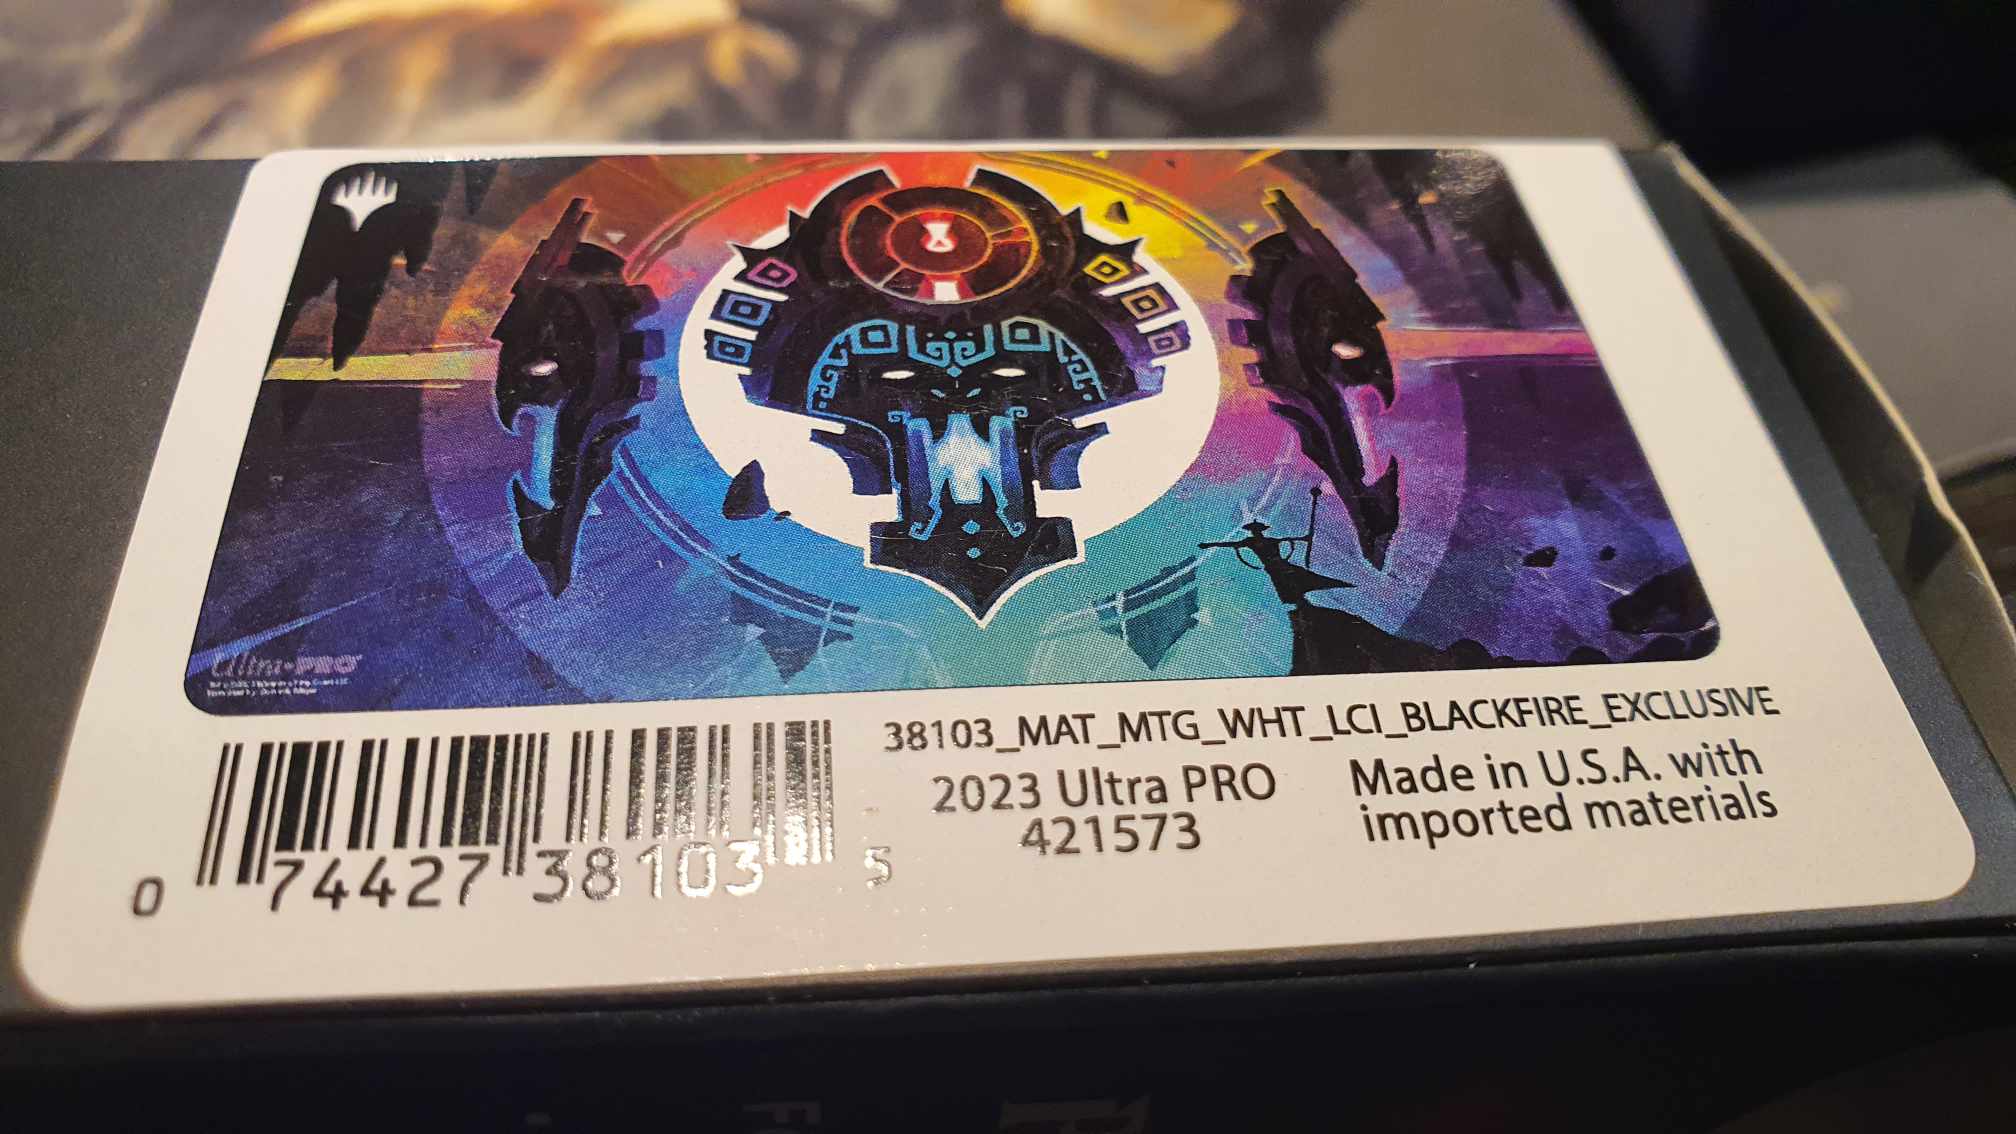 Ultra•PRO
38103_MAT_MTG_WHT_LCI_BLACKFIRE_EXCLUSIVE
2023 Ultra PRO
421573
Made in U.S.A. with
imported materials
0 74427 38103 5